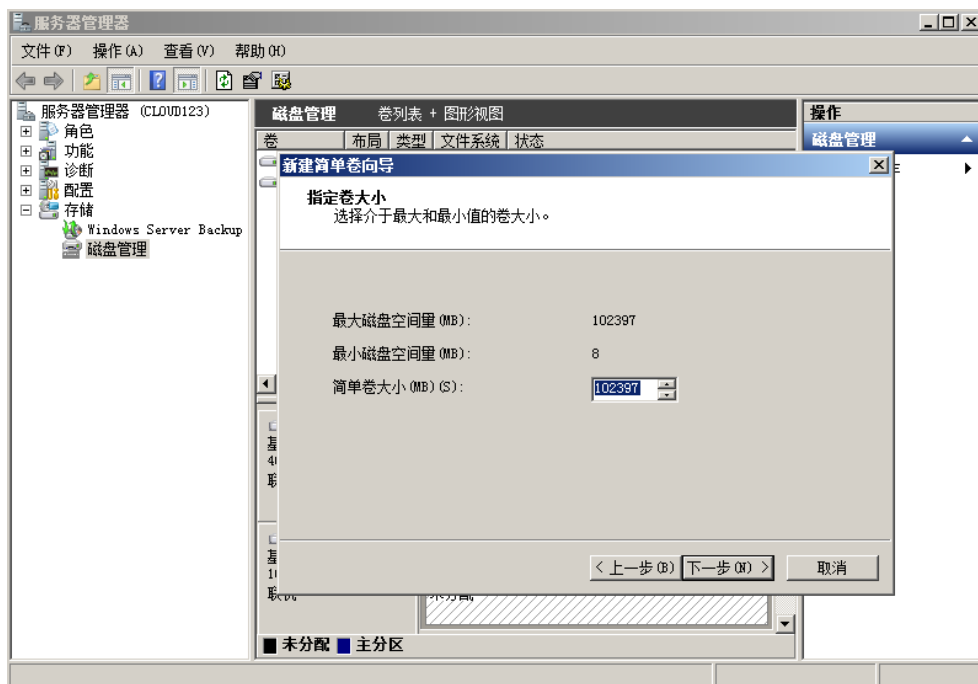 服务器管理器
文件(F) 操作(A) 查看(V) 帮助(H)
服务器管理器 (CLOUD123)
角色
功能
诊断
配置
存储
Windows Server Backup
磁盘管理
磁盘管理 卷列表 + 图形视图
卷 布局 类型 文件系统 状态
操作
磁盘管理
新建简单卷向导
指定卷大小
选择介于最大和最小值的卷大小。
最大磁盘空间量(MB): 102397
最小磁盘空间量(MB): 8
简单卷大小(MB)(S): 102397
<上一步(B) 下一步(N) > 取消
未分配 主分区